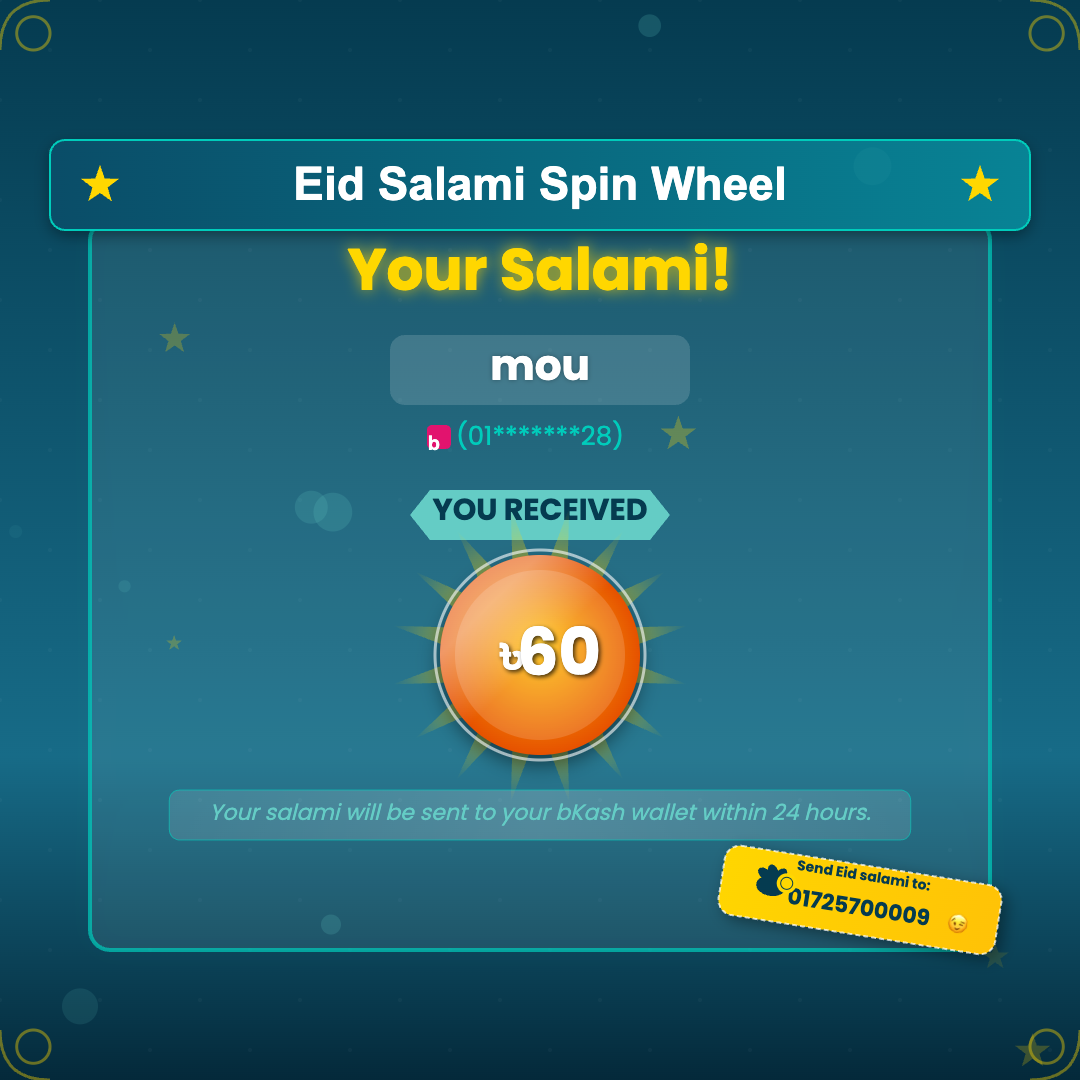 Eid Salami Spin Wheel
Your Salami!
mou
b (01*******28)
YOU RECEIVED
৳60
Your salami will be sent to your bKash wallet within 24 hours.
Send Eid salami to:
01725700009 😉